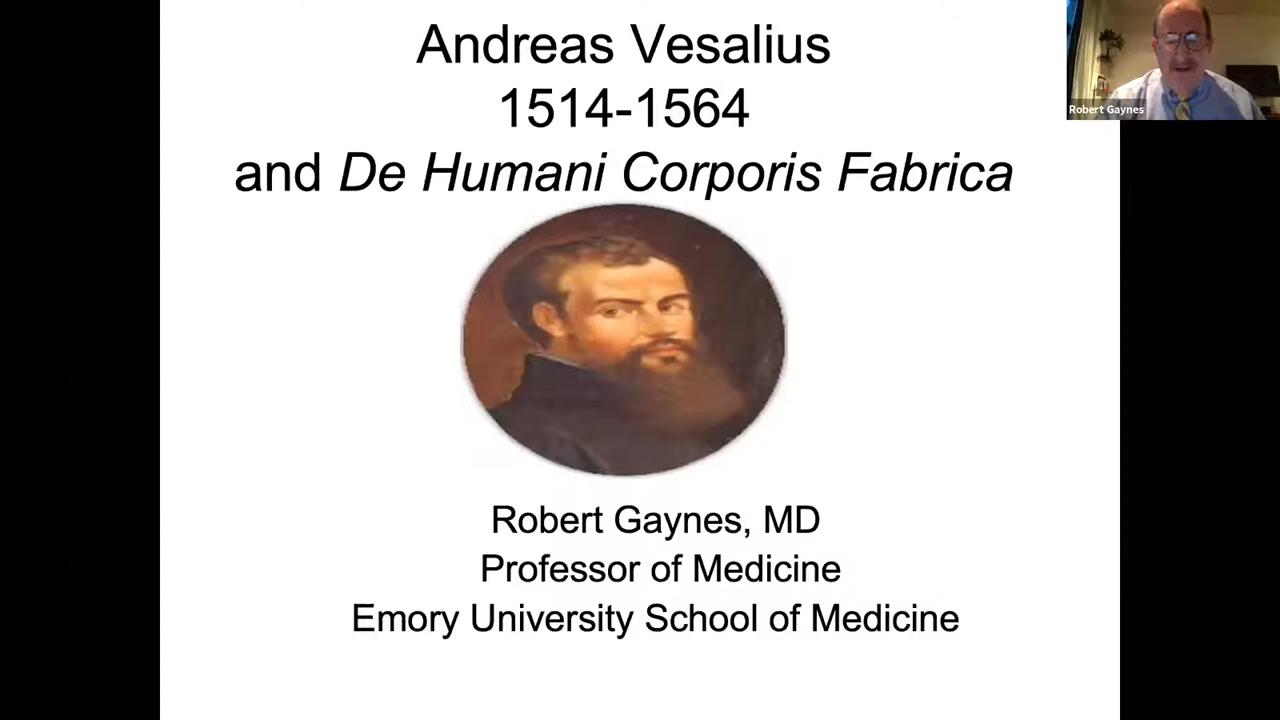 Andreas Vesalius
1514-1564
and De Humani Corporis Fabrica
Robert Gaynes
Robert Gaynes, MD
Professor of Medicine
Emory University School of Medicine